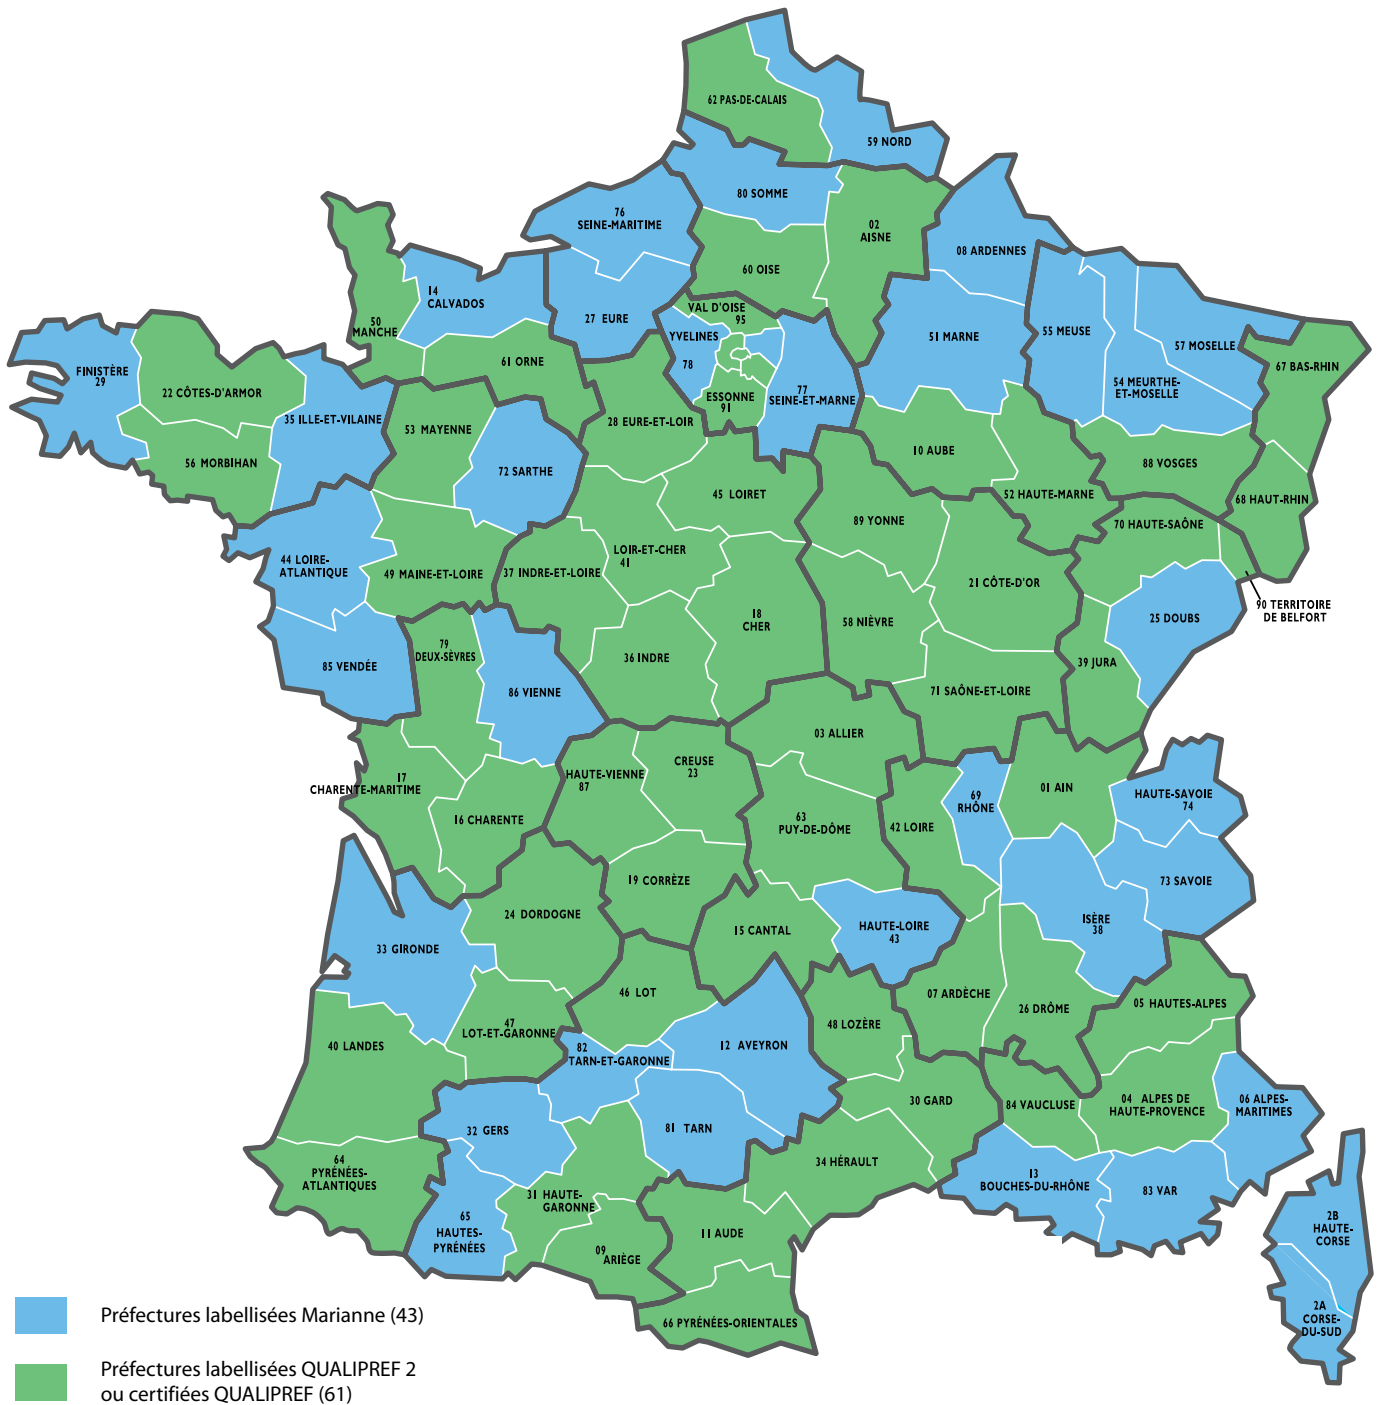 62 PAS-DE-CALAIS
59 NORD
80 SOMME
76
SEINE-MARITIME
02
AISNE
60 OISE
08 ARDENNES
14
CALVADOS
27 EURE
VAL D'OISE
95
50
MANCHE
YVELINES
78
51 MARNE
55 MEUSE
57 MOSELLE
61 ORNE
67 BAS-RHIN
FINISTÈRE
29
22 CÔTES-D'ARMOR
54 MEURTHE-
ET-MOSELLE
ESSONNE
91
77
SEINE-ET-MARNE
35 ILLE-ET-VILAINE
53 MAYENNE
28 EURE-ET-LOIR
10 AUBE
56 MORBIHAN
88 VOSGES
72 SARTHE
45 LOIRET
52 HAUTE-MARNE
68 HAUT-RHIN
89 YONNE
70 HAUTE-SAÔNE
44 LOIRE-
ATLANTIQUE
LOIR-ET-CHER
41
49 MAINE-ET-LOIRE
37 INDRE-ET-LOIRE
21 CÔTE-D'OR
90 TERRITOIRE
DE BELFORT
18
CHER
58 NIÈVRE
25 DOUBS
79
DEUX-SÈVRES
85 VENDÉE
36 INDRE
39 JURA
86 VIENNE
71 SAÔNE-ET-LOIRE
03 ALLIER
17
CHARENTE-MARITIME
HAUTE-VIENNE
87
CREUSE
23
01 AIN
HAUTE-SAVOIE
74
69
RHÔNE
16 CHARENTE
63
PUY-DE-DÔME
42 LOIRE
19 CORRÈZE
73 SAVOIE
24 DORDOGNE
15 CANTAL
HAUTE-LOIRE
43
ISÈRE
38
33 GIRONDE
46 LOT
07 ARDÈCHE
05 HAUTES-ALPES
26 DRÔME
47
LOT-ET-GARONNE
48 LOZÈRE
40 LANDES
82
TARN-ET-GARONNE
12 AVEYRON
30 GARD
84 VAUCLUSE
04 ALPES DE
HAUTE-PROVENCE
06 ALPES-
MARITIMES
32 GERS
81 TARN
64
PYRÉNÉES-
ATLANTIQUES
34 HÉRAULT
13
BOUCHES-DU-RHÔNE
83 VAR
31 HAUTE-
GARONNE
65
HAUTES-
PYRÉNÉES
11 AUDE
09
ARIÈGE
2B
HAUTE-
CORSE
2A
CORSE-
DU-SUD
66 PYRÉNÉES-ORIENTALES
Préfectures labellisées Marianne (43)
Préfectures labellisées QUALIPREF 2
ou certifiées QUALIPREF (61)